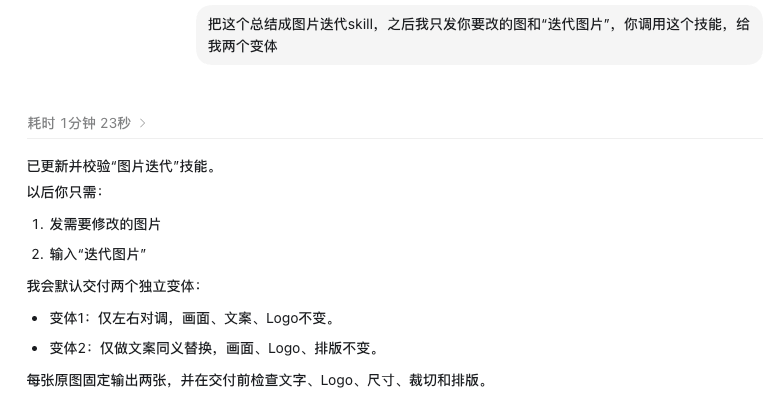 把这个总结成图片迭代skill，之后我只发你要改的图和“迭代图片”，你调用这个技能，给
我两个变体
耗时 1分钟 23秒 >
已更新并校验“图片迭代”技能。
以后你只需：
1. 发需要修改的图片
2. 输入“迭代图片”
我会默认交付两个独立变体：
• 变体1：仅左右对调，画面、文案、Logo不变。
• 变体2：仅做文案同义替换，画面、Logo、排版不变。
每张原图固定输出两张，并在交付前检查文字、Logo、尺寸、裁切和排版。